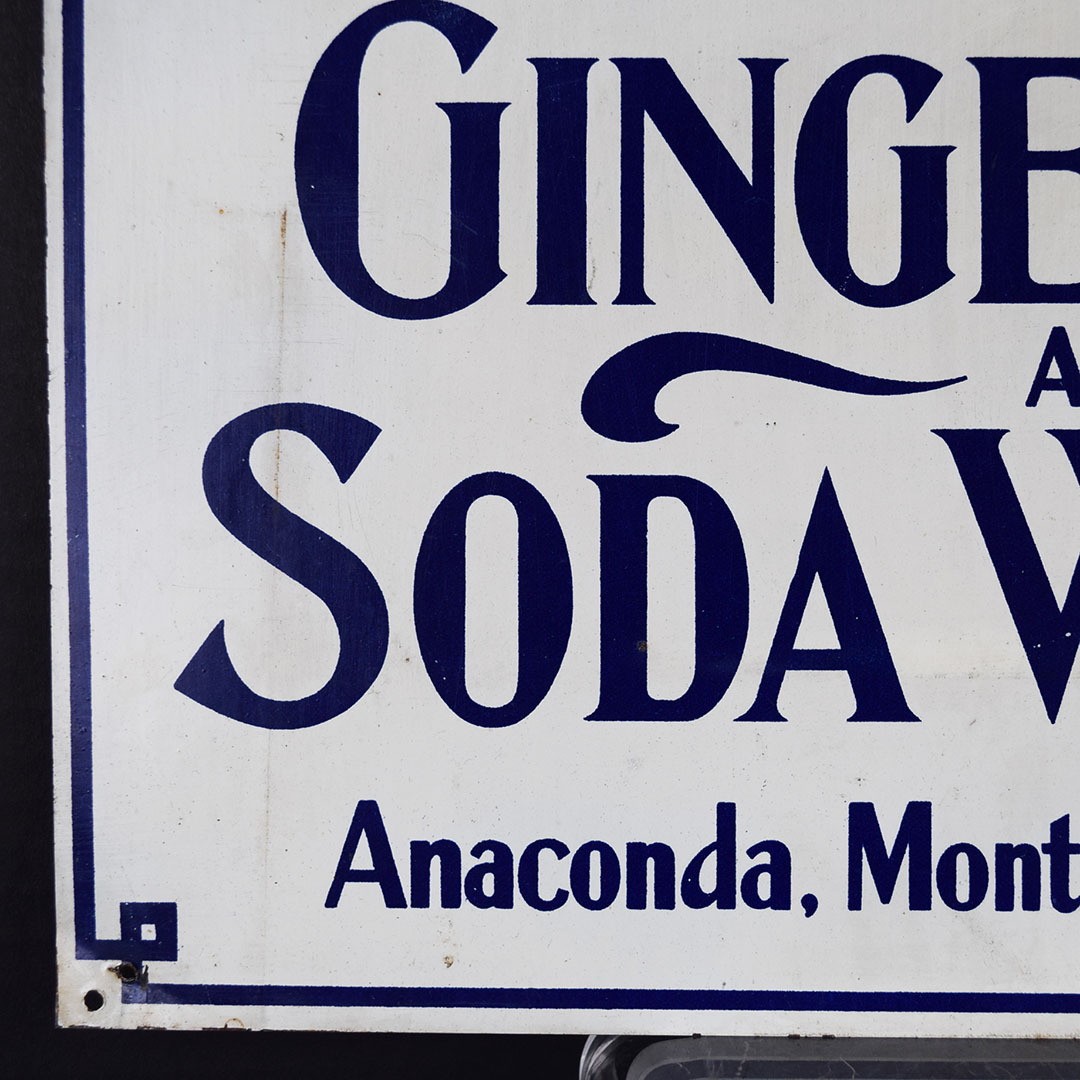 GINGE
A
SODA W
Anaconda, Mont